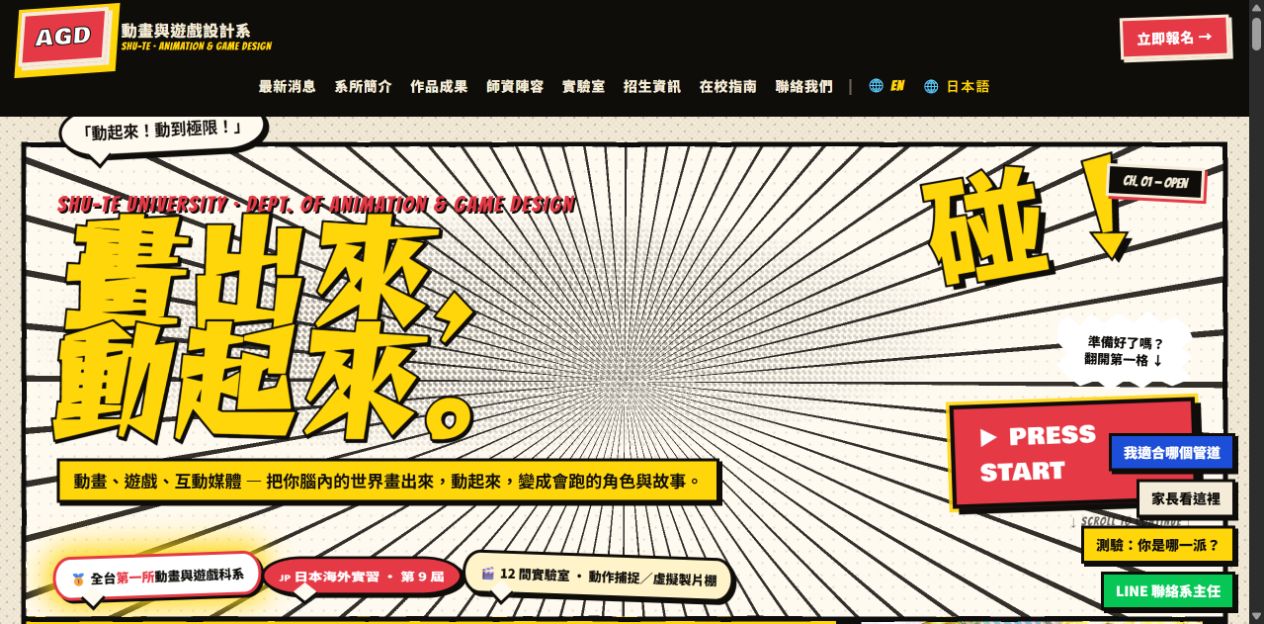 AGD
動畫與遊戲設計系
SHU-TE · ANIMATION & GAME DESIGN
立即報名 →
最新消息 系所簡介 作品成果 師資陣容 實驗室 招生資訊 在校指南 聯絡我們 | 🌐 EN 🌐 日本語
「動起來！動到極限！」
碰！
CH. 01 — OPEN
SHU-TE UNIVERSITY · DEPT. OF ANIMATION & GAME DESIGN
畫出來,
動起來。
準備好了嗎？
翻開第一格 ↓
▶ PRESS
START
我適合哪個管道
動畫、遊戲、互動媒體 — 把你腦內的世界畫出來，動起來，變成會跑的角色與故事。
家長看這裡
↓ SCROLL TO CONTINUE
測驗：你是哪一派？
🥇 全台第一所動畫與遊戲科系
JP 日本海外實習 · 第 9 屆
🎬 12 間實驗室 · 動作捕捉／虛擬製片棚
LINE 聯絡系主任